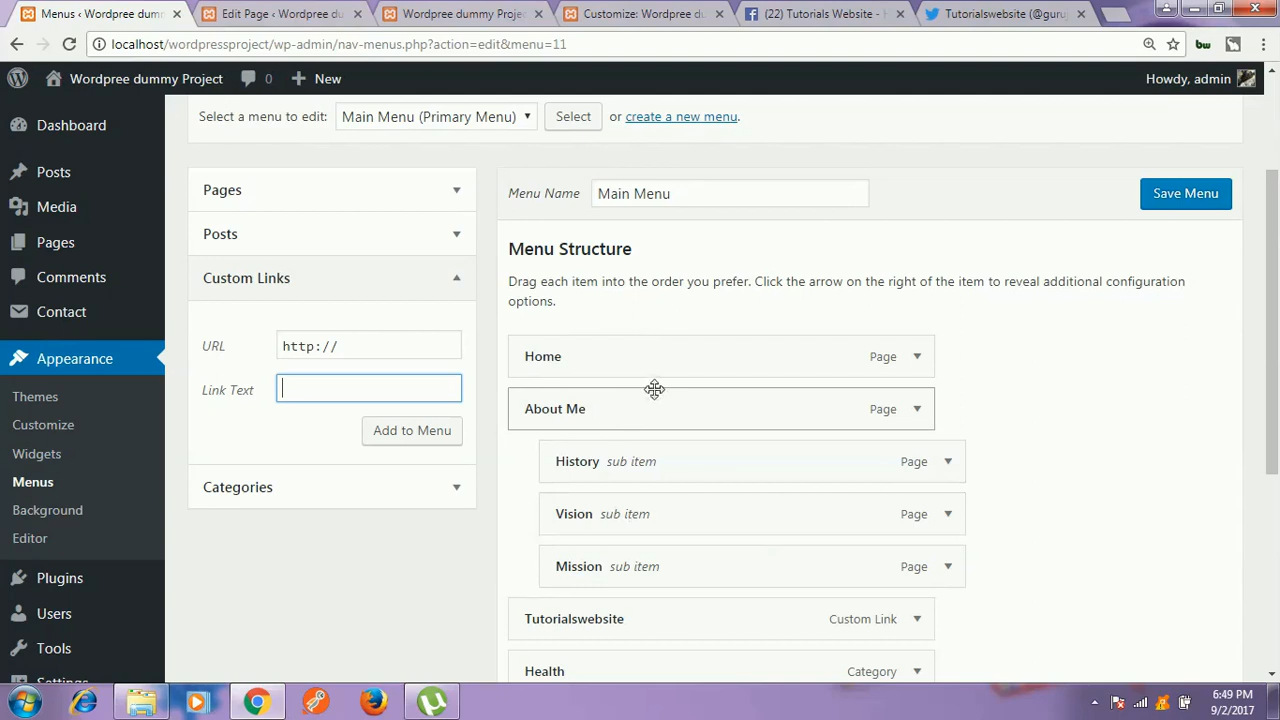 Menus ‹ Wordpree dumm
Edit Page ‹ Wordpree du
Wordpree dummy Projec
Customize: Wordpree du
(22) Tutorials Website - H
Tutorialswebsite (@guru
localhost/wordpressproject/wp-admin/nav-menus.php?action=edit&menu=11
bw
Wordpree dummy Project
0
New
Howdy, admin
Dashboard
Posts
Media
Pages
Comments
Contact
Appearance
Themes
Customize
Widgets
Menus
Background
Editor
Plugins
Users
Tools
Settings
Select a menu to edit: Main Menu (Primary Menu) Select or create a new menu.
Pages
Posts
Custom Links
URL http://
Link Text
Add to Menu
Categories
Menu Name Main Menu Save Menu
Menu Structure
Drag each item into the order you prefer. Click the arrow on the right of the item to reveal additional configuration
options.
Home Page
About Me Page
History sub item Page
Vision sub item Page
Mission sub item Page
Tutorialswebsite Custom Link
Health Category
6:49 PM
9/2/2017